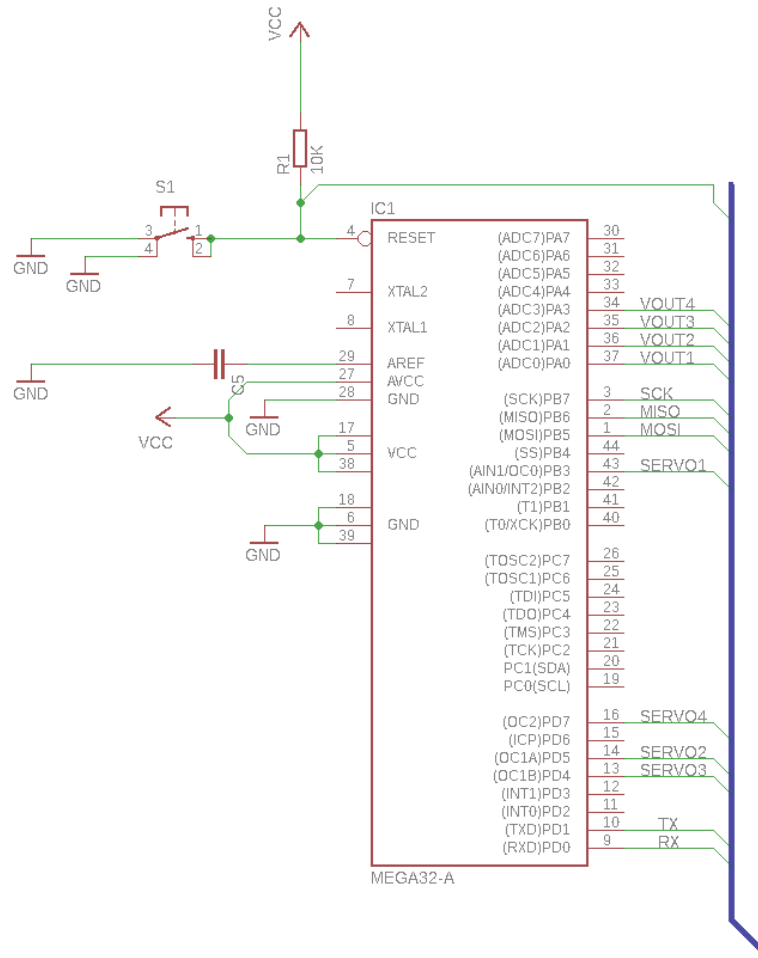 VCC
R1
10K
S1
3
1
4
2
GND
GND
IC1
4 RESET
7 XTAL2
8 XTAL1
29 AREF
27 AVCC
28 GND
17
5 VCC
38
18
6 GND
39
C5
GND
GND
VCC
GND
(ADC7)PA7 30
(ADC6)PA6 31
(ADC5)PA5 32
(ADC4)PA4 33
(ADC3)PA3 34 VOUT4
(ADC2)PA2 35 VOUT3
(ADC1)PA1 36 VOUT2
(ADC0)PA0 37 VOUT1
(SCK)PB7 3 SCK
(MISO)PB6 2 MISO
(MOSI)PB5 1 MOSI
(SS)PB4 44
(AIN1/OC0)PB3 43 SERVO1
(AIN0/INT2)PB2 42
(T1)PB1 41
(T0/XCK)PB0 40
(TOSC2)PC7 26
(TOSC1)PC6 25
(TDI)PC5 24
(TDO)PC4 23
(TMS)PC3 22
(TCK)PC2 21
PC1(SDA) 20
PC0(SCL) 19
(OC2)PD7 16 SERVO4
(ICP)PD6 15
(OC1A)PD5 14 SERVO2
(OC1B)PD4 13 SERVO3
(INT1)PD3 12
(INT0)PD2 11
(TXD)PD1 10 TX
(RXD)PD0 9 RX
MEGA32-A